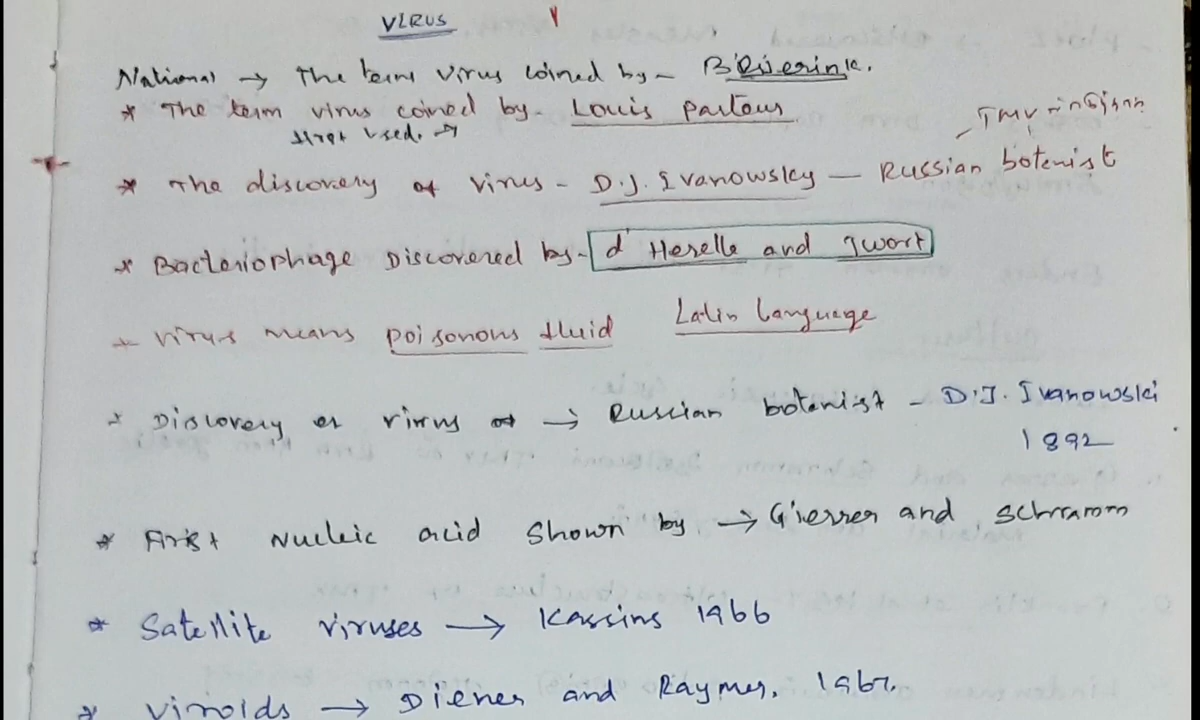 VIRUS
National → The term virus coined by - Beijerink.
* The term virus coined by - Louis Pasteur
first used. →
- TMV in
* The discovery of virus - D.J. Ivanowsky — Russian botanist
* Bacteriophage Discovered by - d'Herelle and Twort
* virus means poisonous fluid Latin language
* Discovery of virus → Russian botanist - D.J. Ivanowski
1892
* First Nucleic acid shown by → Gierrer and Schramm
* Satellite viruses → Kassins 1966
* Viroids → Diener and Raymer. 1967.